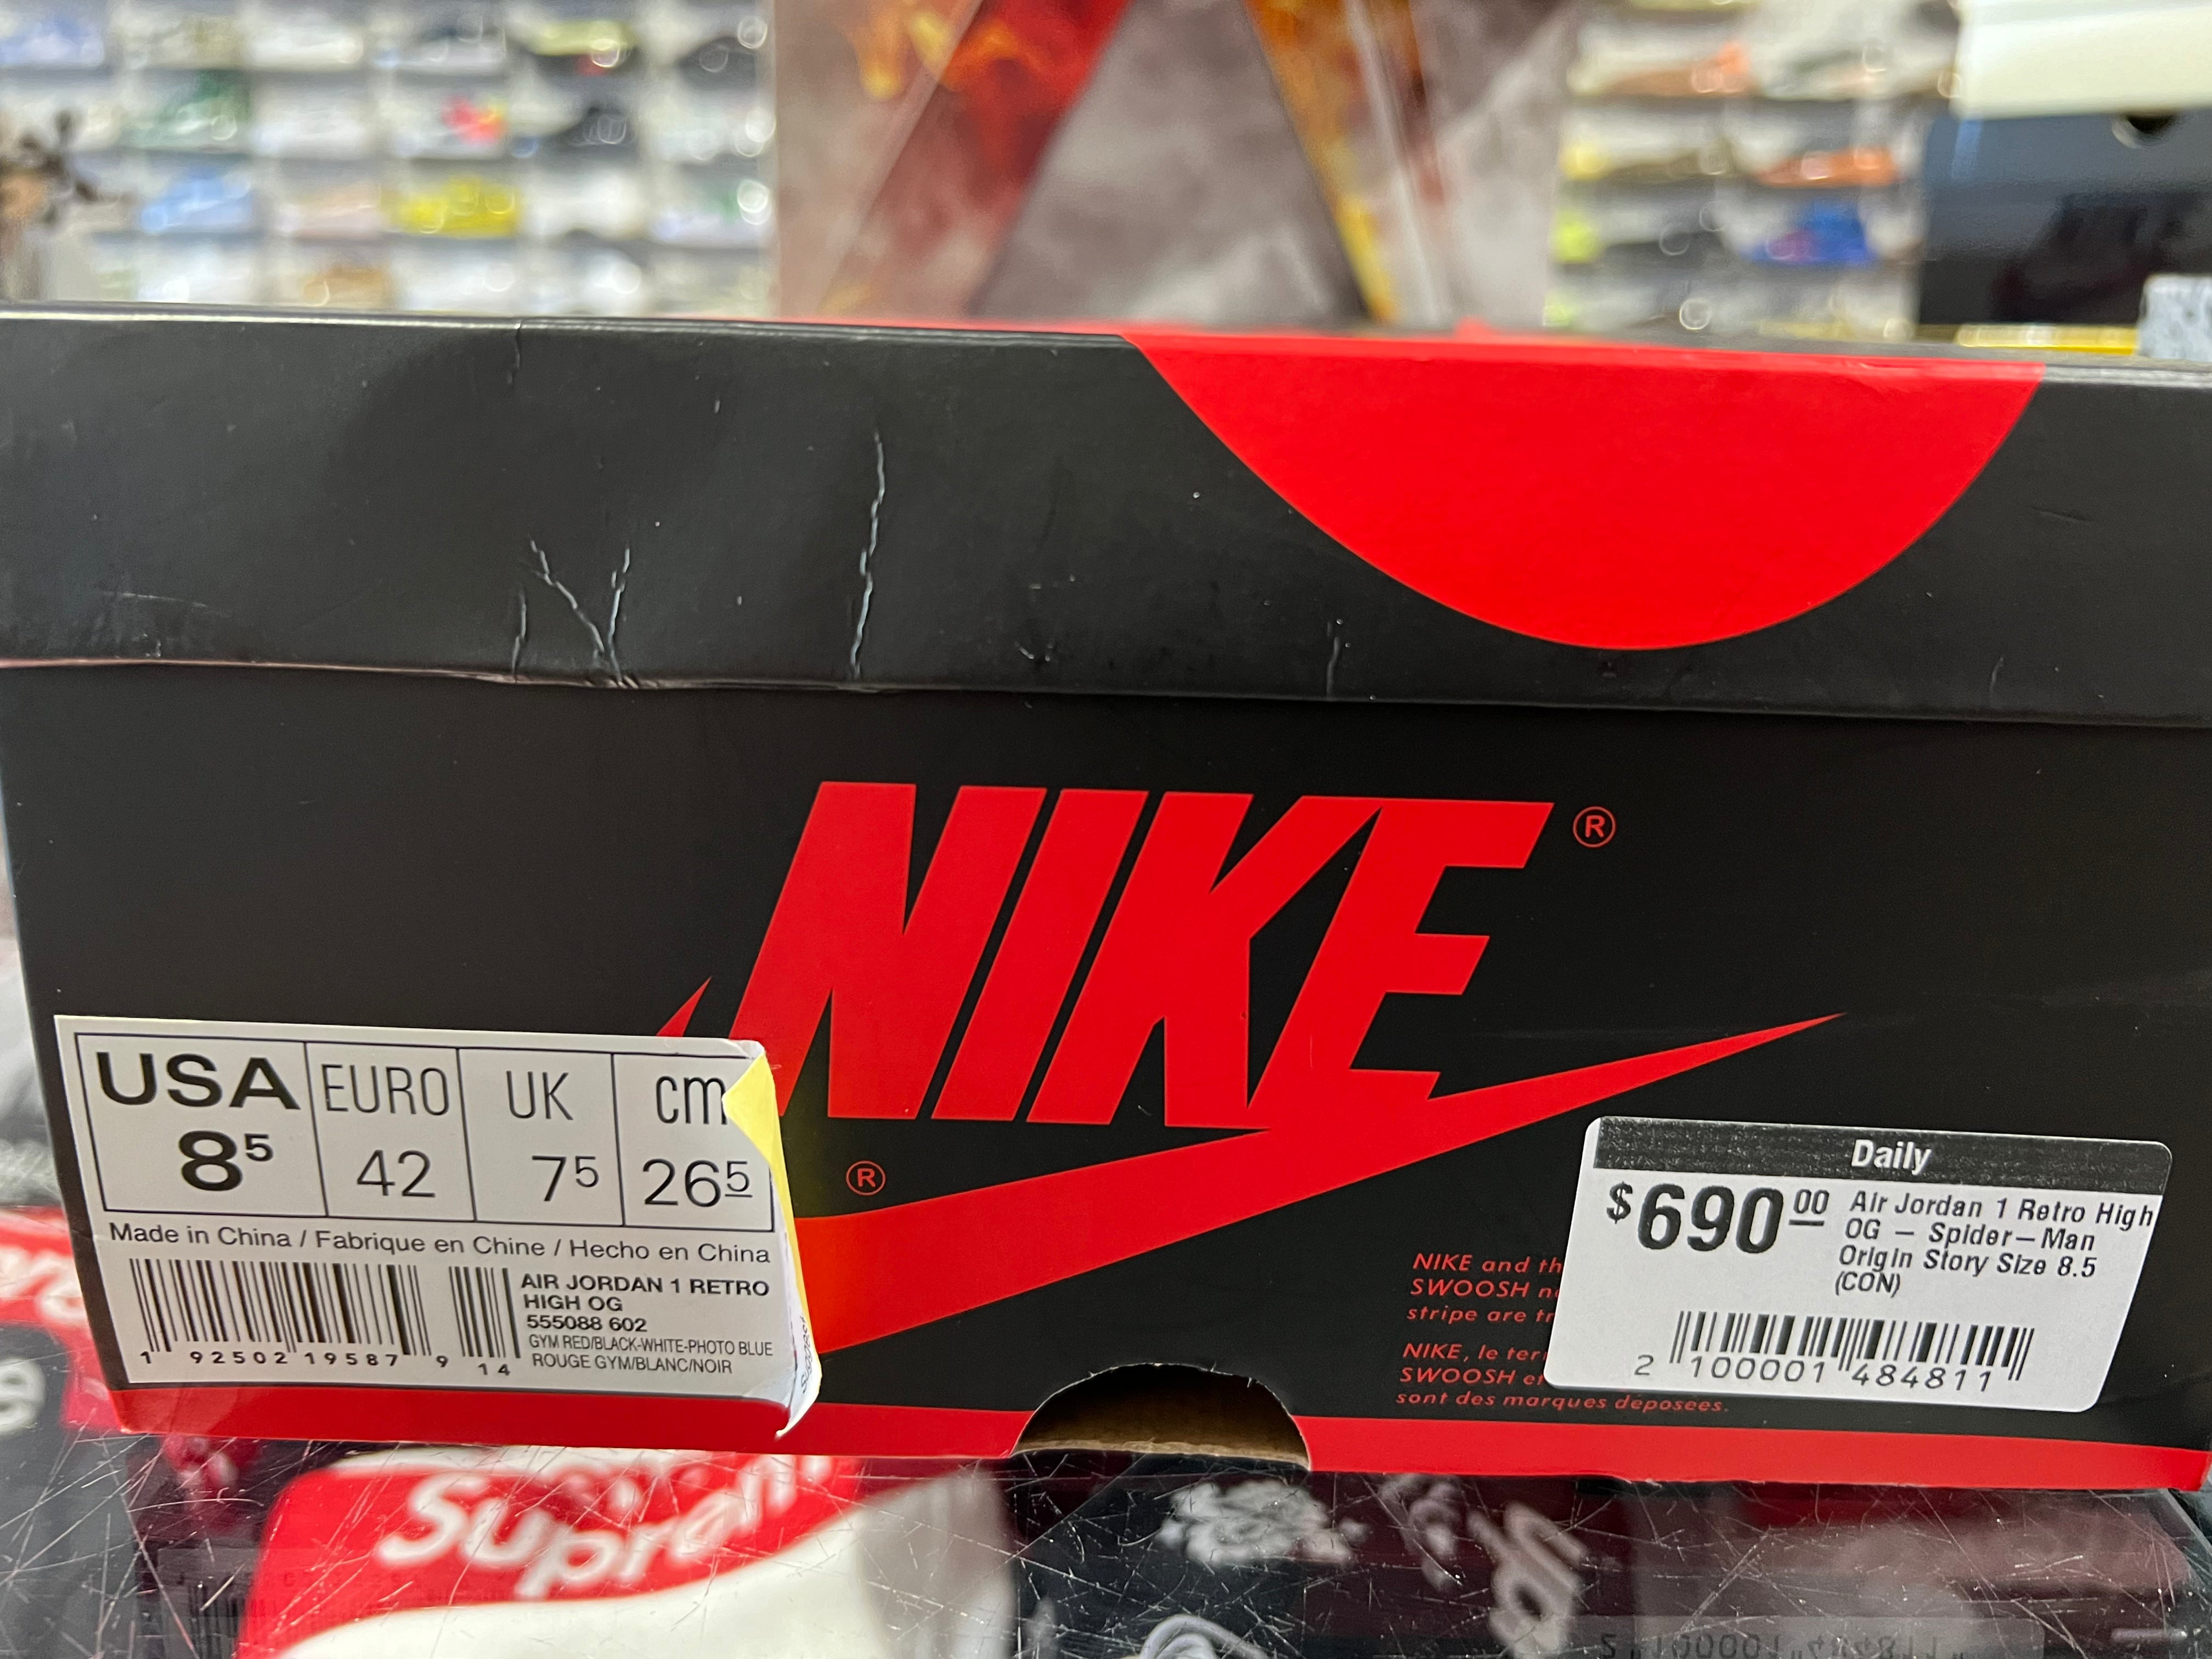 NIKE ®
®
USA EURO UK cm
8⁵ 42 7⁵ 26⁵
Made in China / Fabrique en Chine / Hecho en China
AIR JORDAN 1 RETRO
HIGH OG
555088 602
GYM RED/BLACK-WHITE-PHOTO BLUE
ROUGE GYM/BLANC/NOIR
1 92502 19587 9 14
NIKE and
SWOOSH
stripe are
NIKE, le
SWOOSH
sont des marques déposées.
Daily
$690 00
Air Jordan 1 Retro High
OG — Spider-Man
Origin Story Size 8.5
(CON)
2 100001 484811